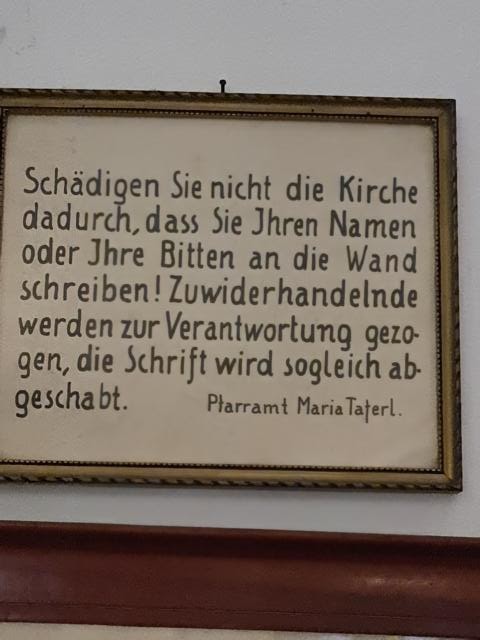 Schädigen Sie nicht die Kirche
dadurch, dass Sie Jhren Namen
oder Jhre Bitten an die Wand
schreiben! Zuwiderhandelnde
werden zur Verantwortung gezo-
gen, die Schrift wird sogleich ab-
geschabt. Pfarramt Maria Taferl.